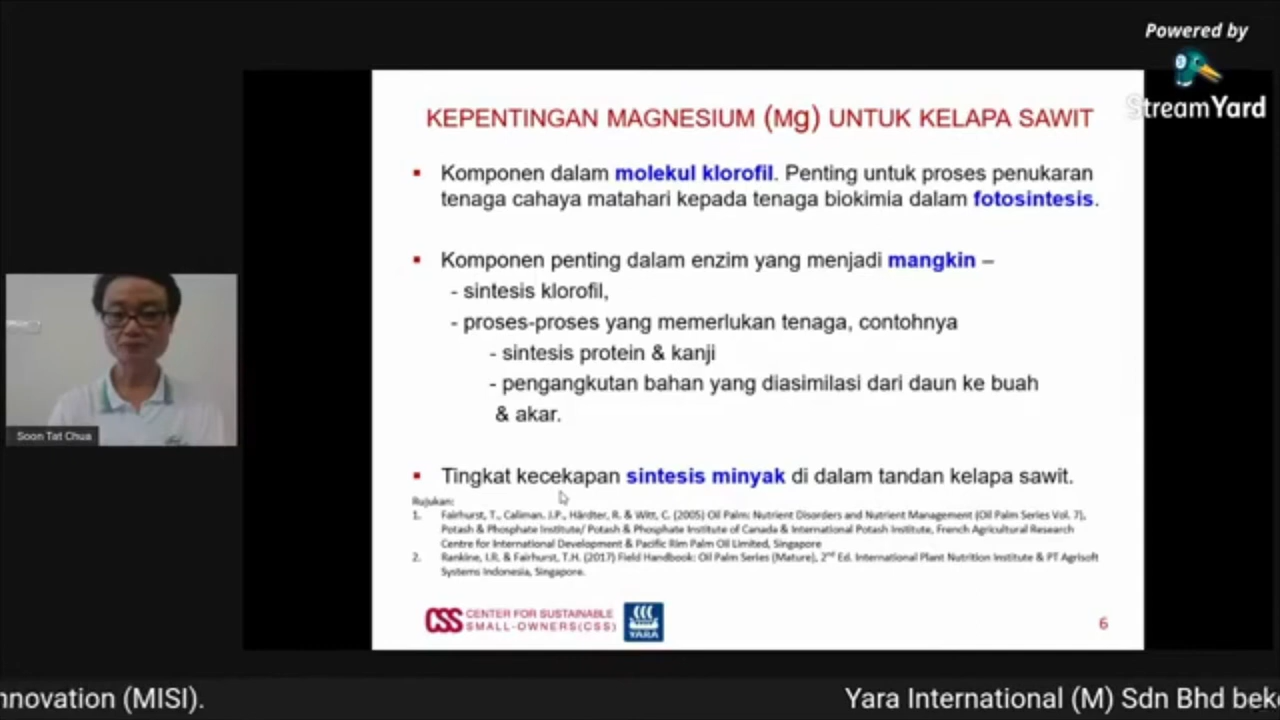 Powered by
StreamYard
KEPENTINGAN MAGNESIUM (Mg) UNTUK KELAPA SAWIT
▪ Komponen dalam molekul klorofil. Penting untuk proses penukaran
tenaga cahaya matahari kepada tenaga biokimia dalam fotosintesis.
▪ Komponen penting dalam enzim yang menjadi mangkin –
- sintesis klorofil,
- proses-proses yang memerlukan tenaga, contohnya
- sintesis protein & kanji
- pengangkutan bahan yang diasimilasi dari daun ke buah
& akar.
▪ Tingkat kecekapan sintesis minyak di dalam tandan kelapa sawit.
Rujukan:
1. Fairhurst, T., Caliman. J.P., Härdter, R. & Witt, C. (2005) Oil Palm: Nutrient Disorders and Nutrient Management (Oil Palm Series Vol. 7),
Potash & Phosphate Institute/ Potash & Phosphate Institute of Canada & International Potash Institute, French Agricultural Research
Centre for International Development & Pacific Rim Palm Oil Limited, Singapore
2. Rankine, I.R. & Fairhurst, T.H. (2017) Field Handbook: Oil Palm Series (Mature), 2nd Ed. International Plant Nutrition Institute & PT Agrisoft
Systems Indonesia, Singapore.
CSS CENTER FOR SUSTAINABLE
SMALL-OWNERS(CSS)
YARA
6
Soon Tat Chua
nnovation (MISI). Yara International (M) Sdn Bhd bek